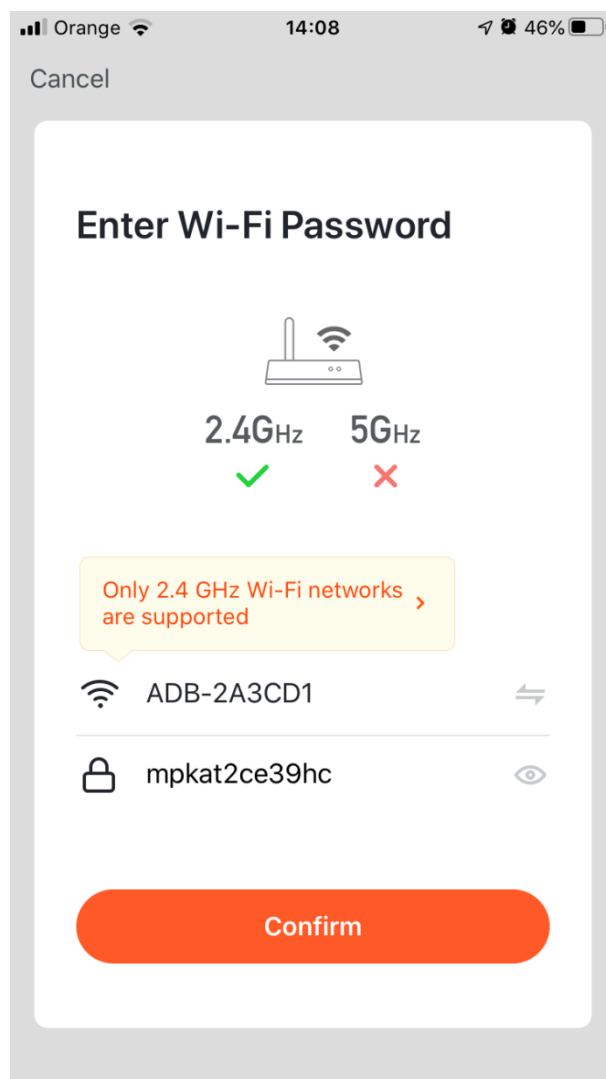 Orange 14:08 46%
Cancel
Enter Wi-Fi Password
2.4GHz 5GHz
Only 2.4 GHz Wi-Fi networks
are supported
ADB-2A3CD1
mpkat2ce39hc
Confirm